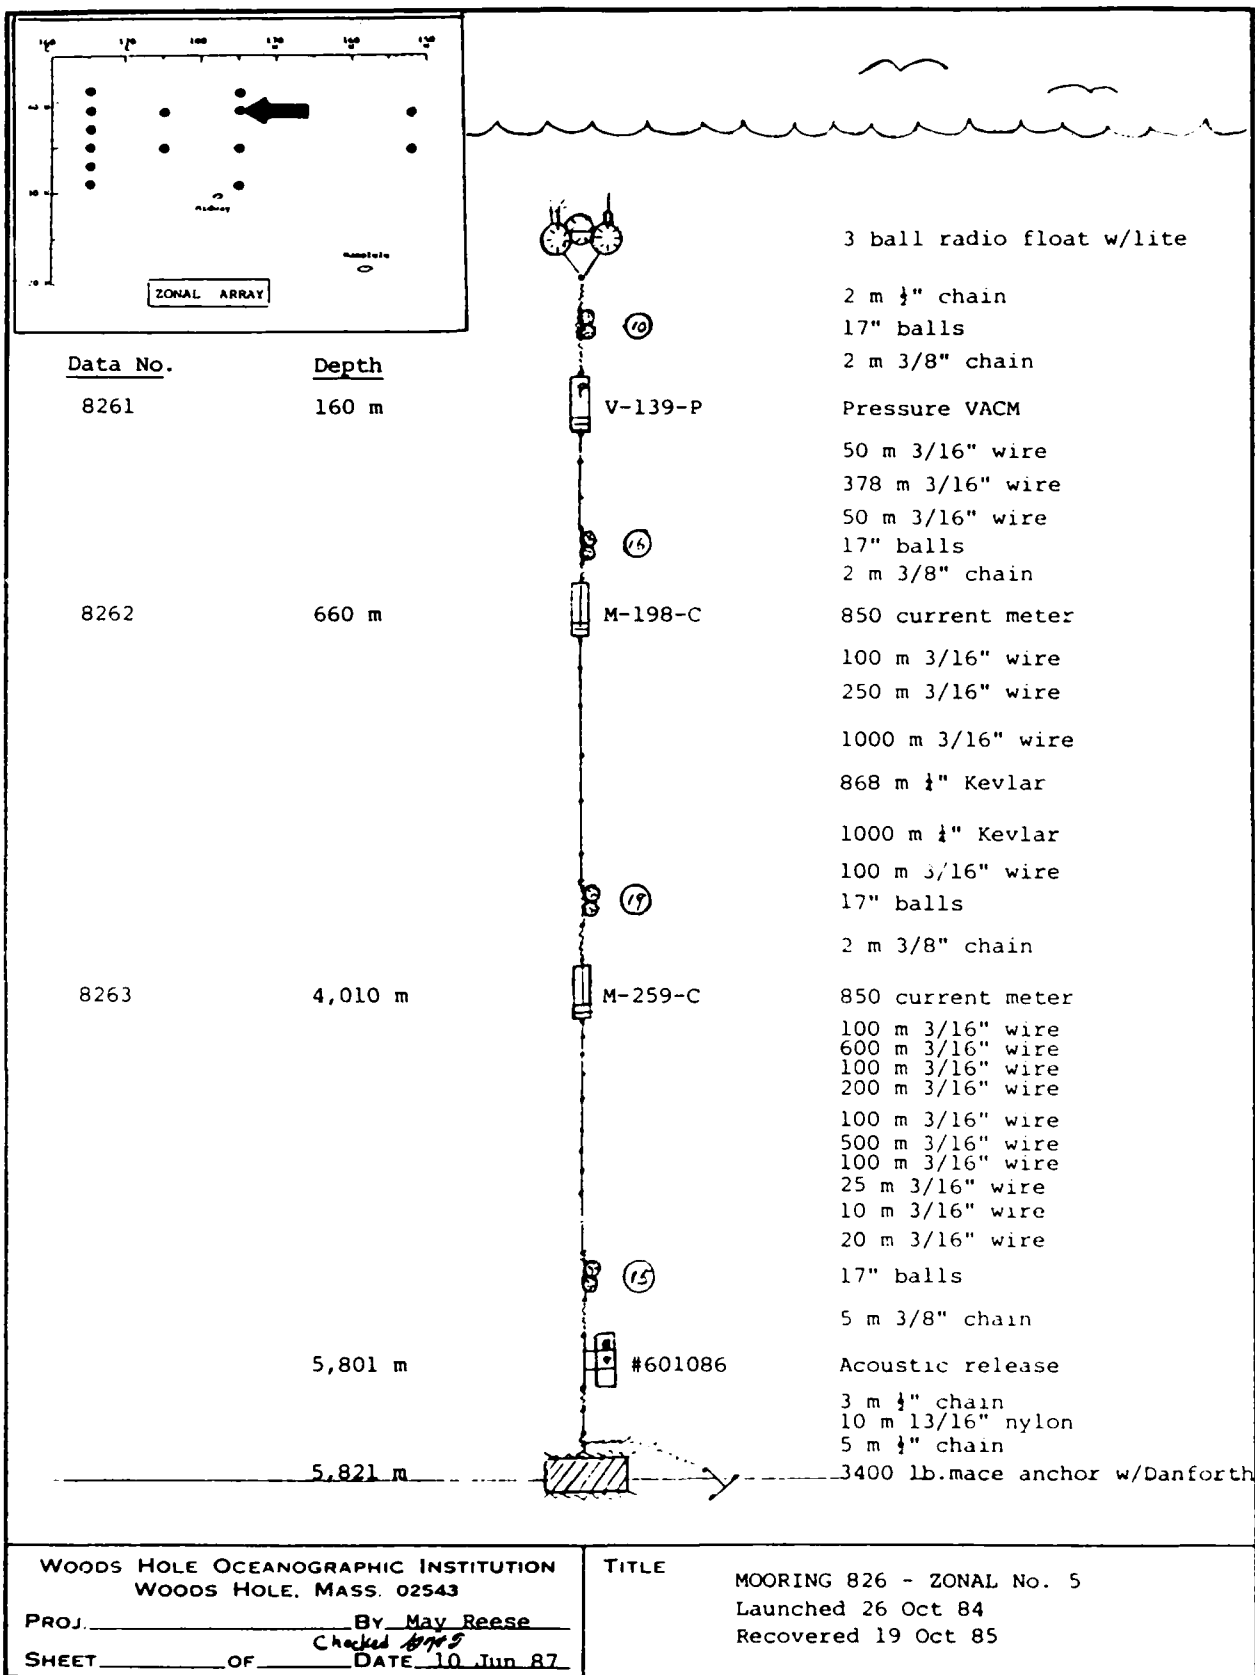 ZONAL ARRAY
3 ball radio float w/lite
2 m ½" chain
10 17" balls
2 m 3/8" chain
Data No. Depth
8261 160 m V-139-P Pressure VACM
50 m 3/16" wire
378 m 3/16" wire
50 m 3/16" wire
16 17" balls
2 m 3/8" chain
8262 660 m M-198-C 850 current meter
100 m 3/16" wire
250 m 3/16" wire
1000 m 3/16" wire
868 m ¼" Kevlar
1000 m ¼" Kevlar
100 m 3/16" wire
19 17" balls
2 m 3/8" chain
8263 4,010 m M-259-C 850 current meter
100 m 3/16" wire
600 m 3/16" wire
100 m 3/16" wire
200 m 3/16" wire
100 m 3/16" wire
500 m 3/16" wire
100 m 3/16" wire
25 m 3/16" wire
10 m 3/16" wire
20 m 3/16" wire
15 17" balls
5 m 3/8" chain
5,801 m #601086 Acoustic release
3 m ½" chain
10 m 13/16" nylon
5 m ½" chain
5,821 m 3400 lb.mace anchor w/Danforth
WOODS HOLE OCEANOGRAPHIC INSTITUTION
WOODS HOLE, MASS. 02543
PROJ. BY May Reese
Checked
SHEET OF DATE 10 Jun 87
TITLE
MOORING 826 - ZONAL No. 5
Launched 26 Oct 84
Recovered 19 Oct 85